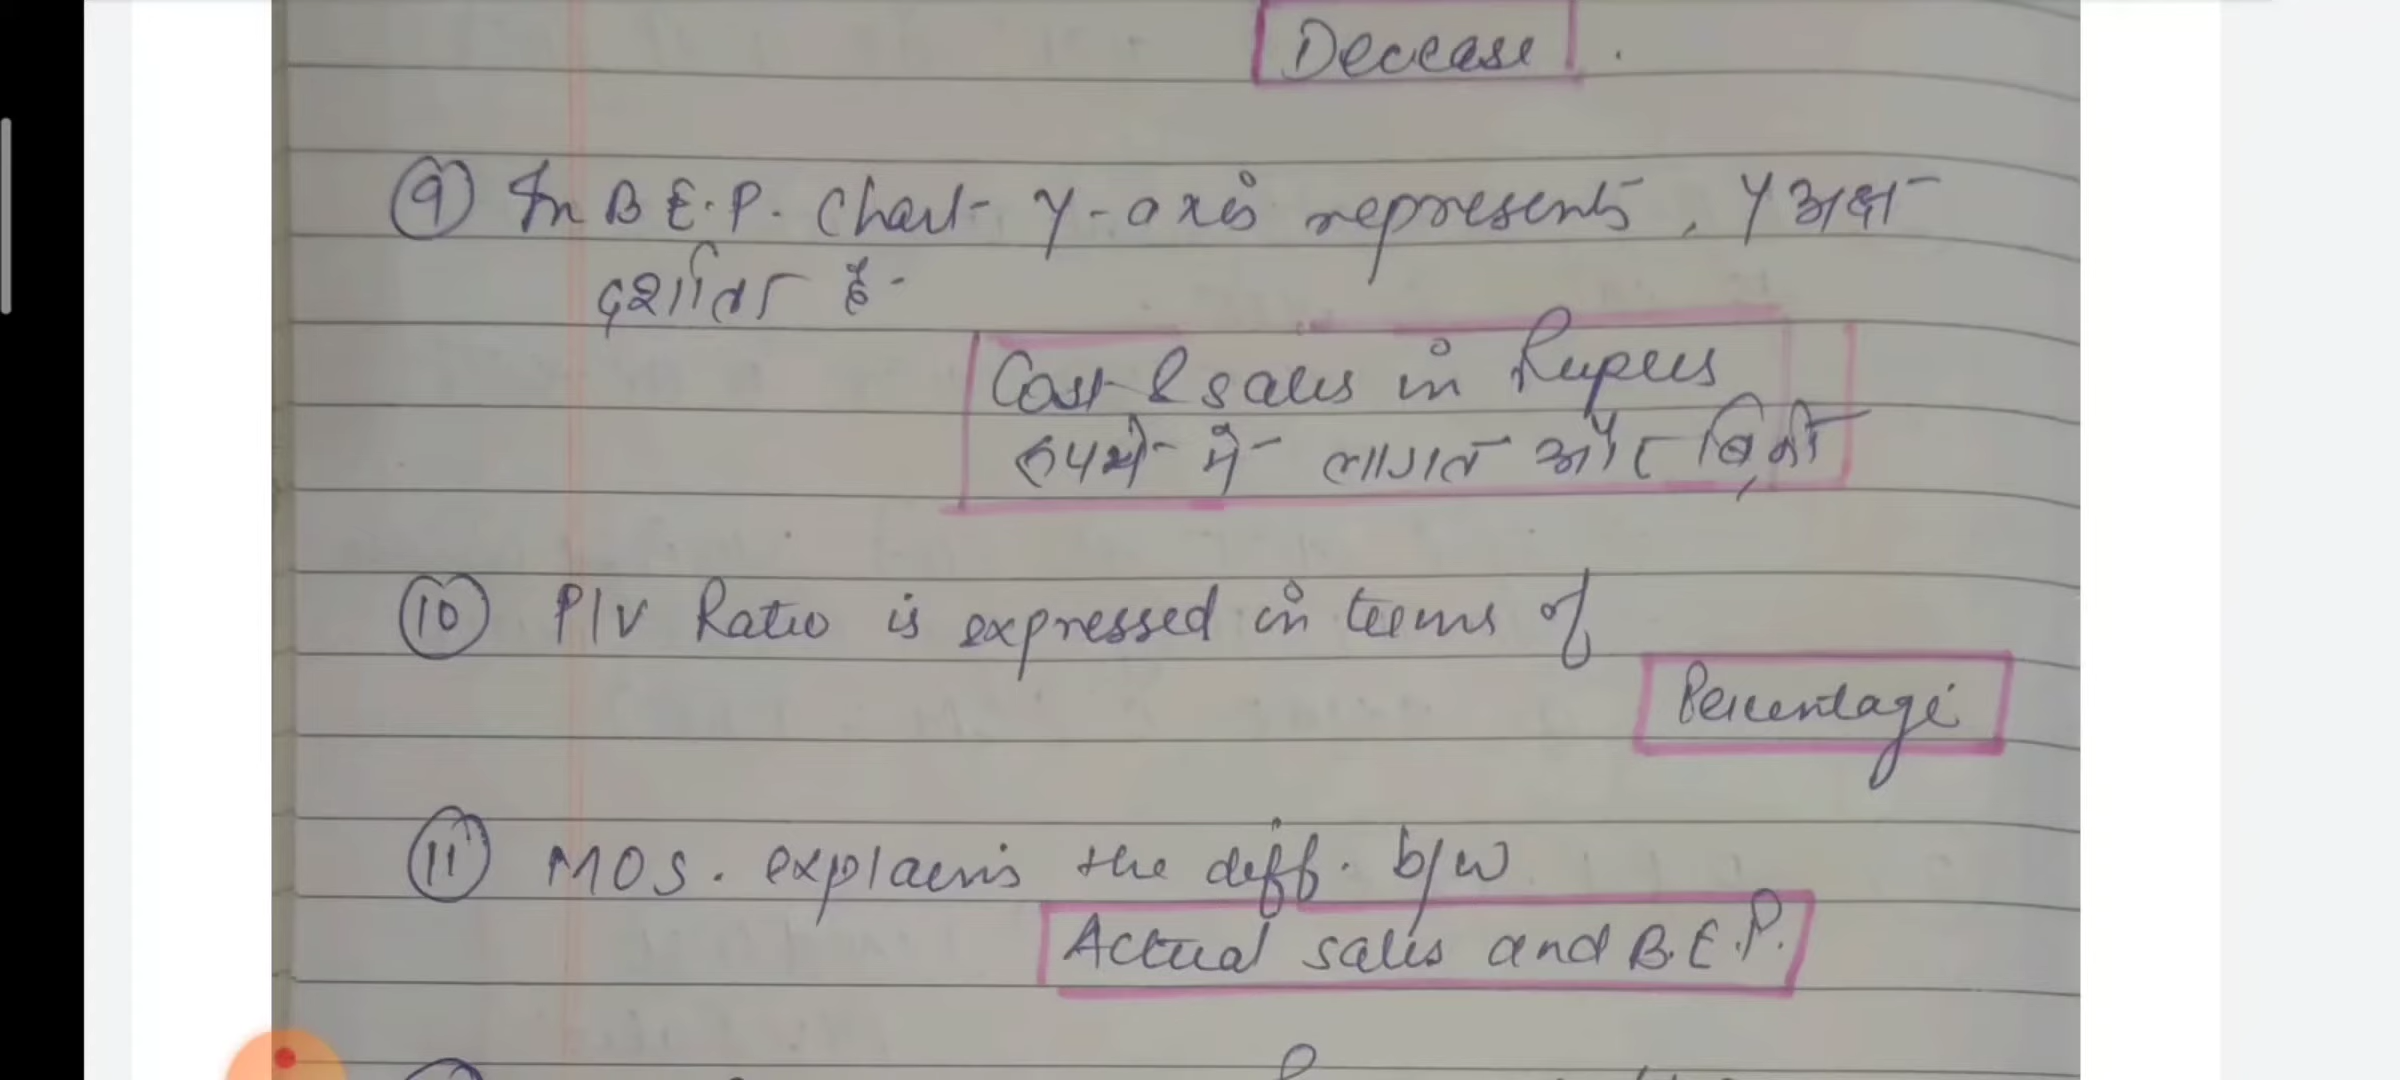 Decrease.
9 In B.E.P. Chart Y-axis represents, Y अक्ष
दर्शाता है-
Cost & sales in Rupees
रुपये में लागत और बिक्री
10 P/V Ratio is expressed in terms of
Percentage
11 MOS. explains the diff. b/w
Actual sales and B.E.P.